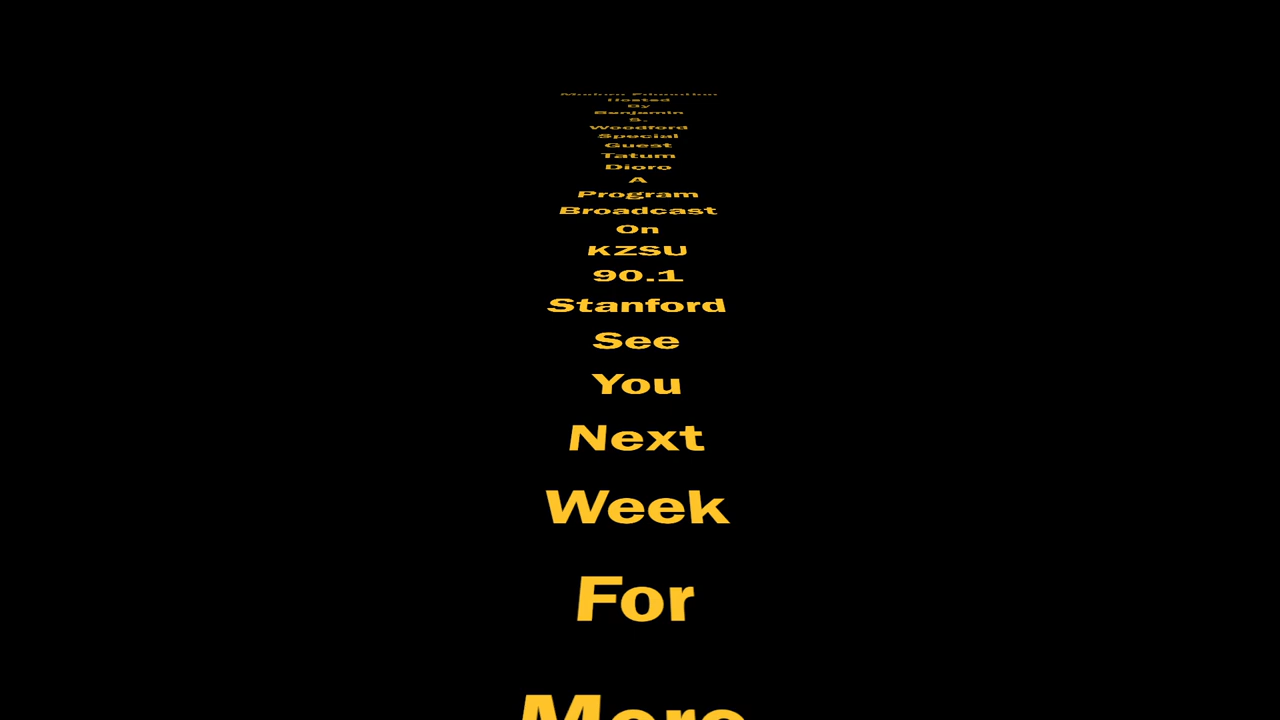 Hosted
By
Benjamin
S.
Woodford
Special
Guest
Tatum
Dioro
A
Program
Broadcast
On
KZSU
90.1
Stanford
See
You
Next
Week
For
More